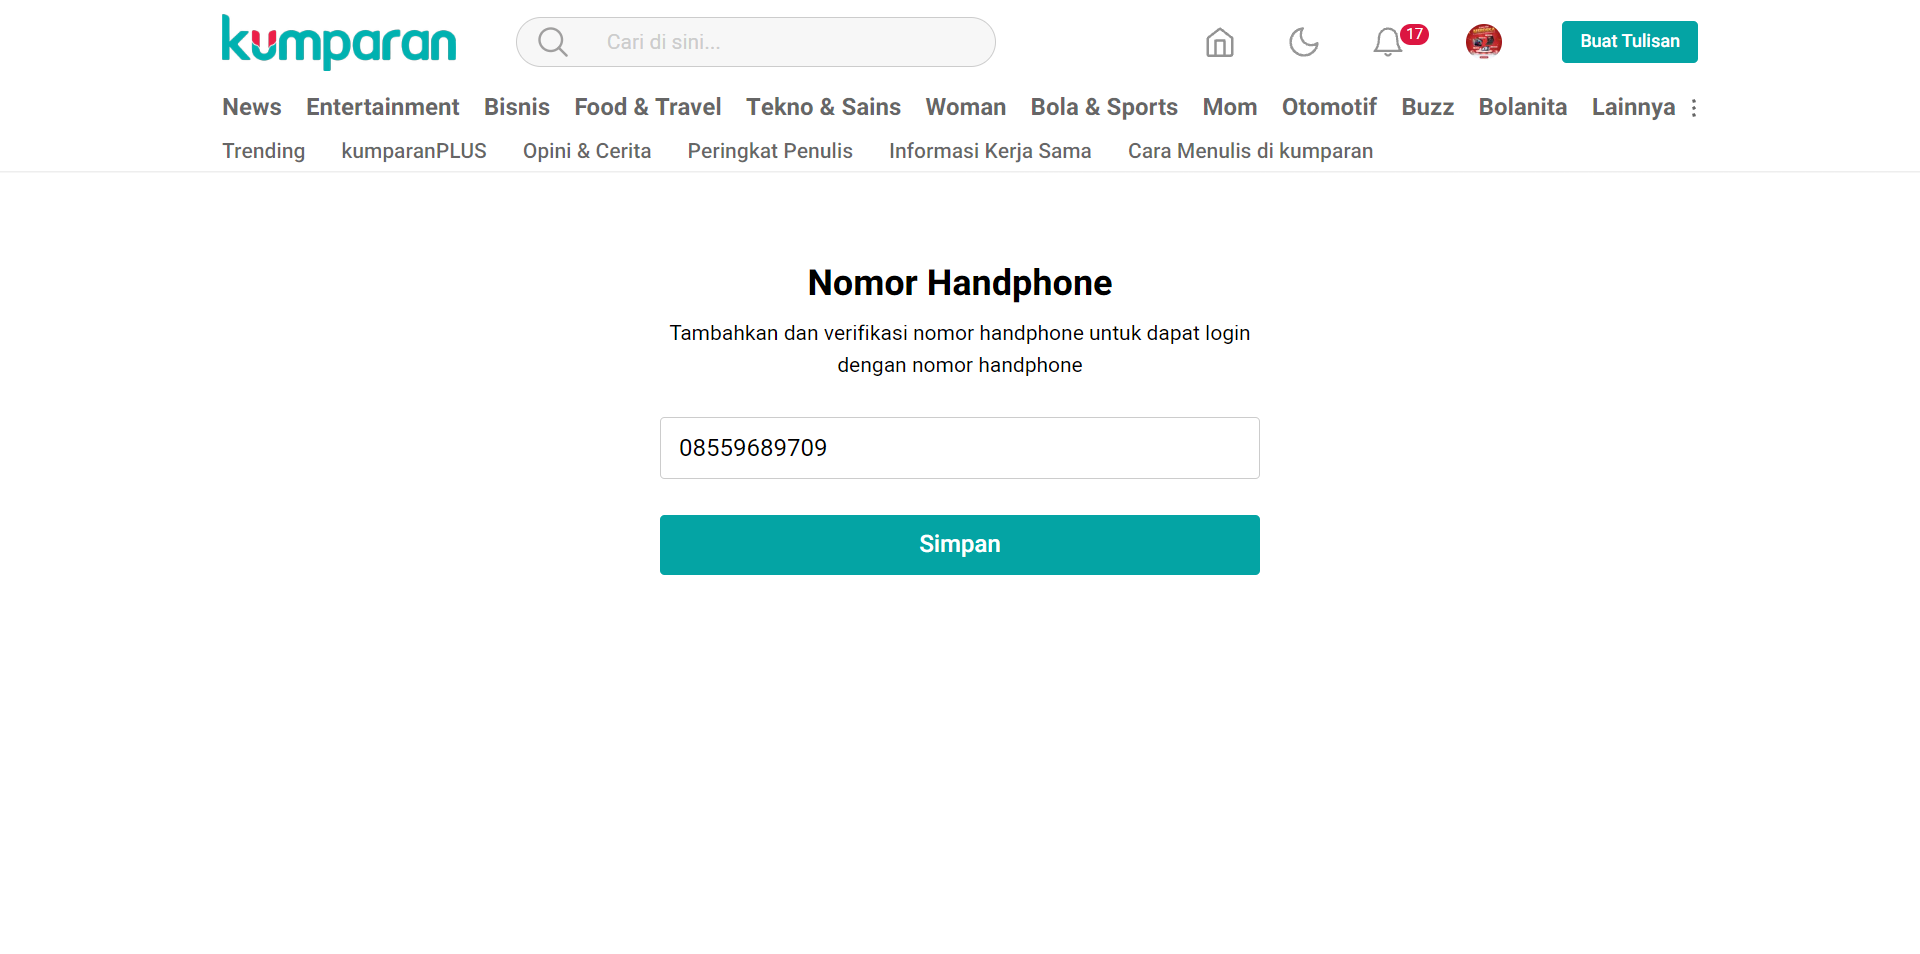 kumparan
Cari di sini...
17
Buat Tulisan
News Entertainment Bisnis Food & Travel Tekno & Sains Woman Bola & Sports Mom Otomotif Buzz Bolanita Lainnya
Trending kumparanPLUS Opini & Cerita Peringkat Penulis Informasi Kerja Sama Cara Menulis di kumparan
Nomor Handphone
Tambahkan dan verifikasi nomor handphone untuk dapat login
dengan nomor handphone
08559689709
Simpan